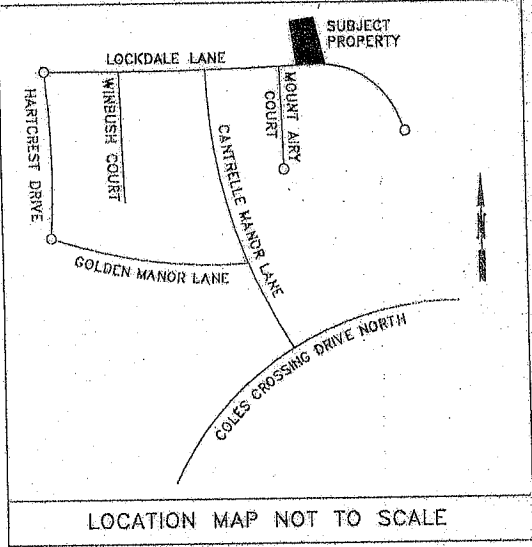 SUBJECT
PROPERTY
LOCKDALE LANE
HARTCREST DRIVE
WINBUSH COURT
MOUNT AIRY
COURT
CANTRELLE MANOR LANE
GOLDEN MANOR LANE
COLES CROSSING DRIVE NORTH
LOCATION MAP NOT TO SCALE